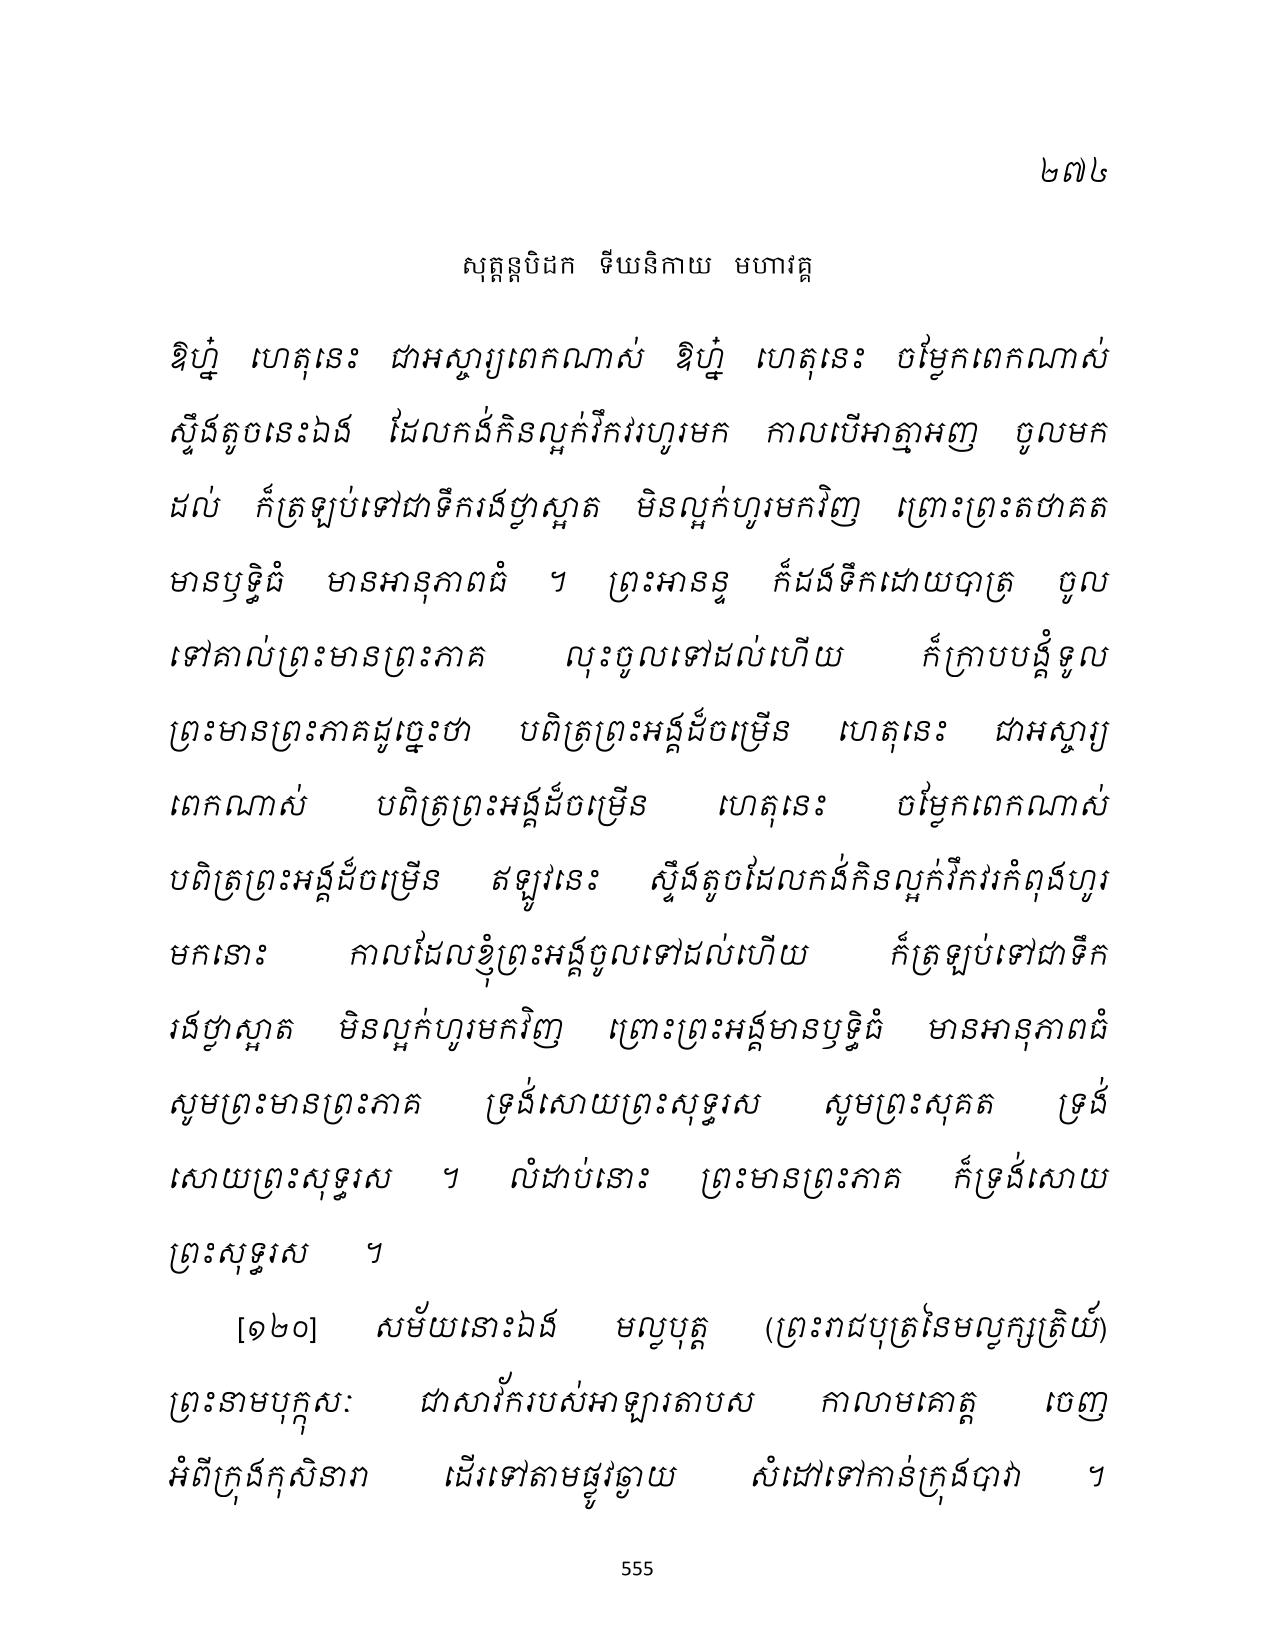 ២៧៤
សុត្តន្តបិដក ទីឃនិកាយ មហាវគ្គ
ឱហ្ន៎ ហេតុនេះ ជាអស្ចារ្យពេកណាស់ ឱហ្ន៎ ហេតុនេះ ចម្លែកពេកណាស់
ស្ទឹងតូចនេះឯង ដែលកង់កិនល្អក់វឹកវរហូរមក កាលបើអាត្មាអញ ចូលមក
ដល់ ក៏ត្រឡប់ទៅជាទឹករងថ្លាស្អាត មិនល្អក់ហូរមកវិញ ព្រោះព្រះតថាគត
មានឫទ្ធិធំ មានអានុភាពធំ ។ ព្រះអានន្ទ ក៏ដងទឹកដោយបាត្រ ចូល
ទៅគាល់ព្រះមានព្រះភាគ លុះចូលទៅដល់ហើយ ក៏ក្រាបបង្គំទូល
ព្រះមានព្រះភាគដូច្នេះថា បពិត្រព្រះអង្គដ៏ចម្រើន ហេតុនេះ ជាអស្ចារ្យ
ពេកណាស់ បពិត្រព្រះអង្គដ៏ចម្រើន ហេតុនេះ ចម្លែកពេកណាស់
បពិត្រព្រះអង្គដ៏ចម្រើន ឥឡូវនេះ ស្ទឹងតូចដែលកង់កិនល្អក់វឹកវរកំពុងហូរ
មកនោះ កាលដែលខ្ញុំព្រះអង្គចូលទៅដល់ហើយ ក៏ត្រឡប់ទៅជាទឹក
រងថ្លាស្អាត មិនល្អក់ហូរមកវិញ ព្រោះព្រះអង្គមានឫទ្ធិធំ មានអានុភាពធំ
សូមព្រះមានព្រះភាគ ទ្រង់សោយព្រះសុទ្ធរស សូមព្រះសុគត ទ្រង់
សោយព្រះសុទ្ធរស ។ លំដាប់នោះ ព្រះមានព្រះភាគ ក៏ទ្រង់សោយ
ព្រះសុទ្ធរស ។
[១២០] សម័យនោះឯង មល្លបុត្ត (ព្រះរាជបុត្រនៃមល្លក្សត្រិយ៍)
ព្រះនាមបុក្កុសៈ ជាសាវ័ករបស់អាឡារតាបស កាលាមគោត្ត ចេញ
អំពីក្រុងកុសិនារា ដើរទៅតាមផ្លូវឆ្ងាយ សំដៅទៅកាន់ក្រុងបាវា ។
555